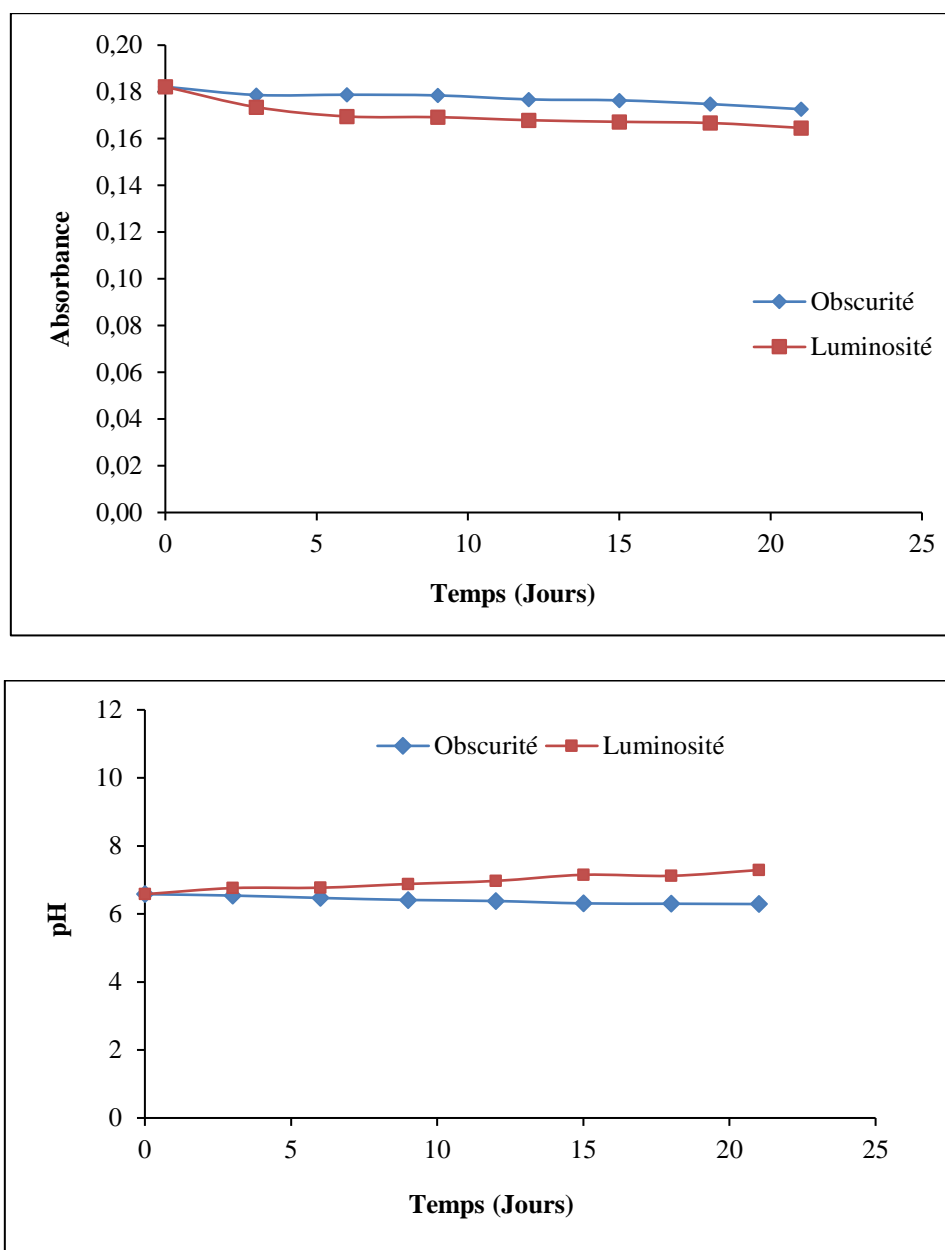 0,20
0,18
0,16
0,14
0,12
0,10
0,08
0,06
0,04
0,02
0,00
Absorbance
Obscurité
Luminosité
0 5 10 15 20 25
Temps (Jours)
12
10
8
6
4
2
0
pH
Obscurité Luminosité
0 5 10 15 20 25
Temps (Jours)